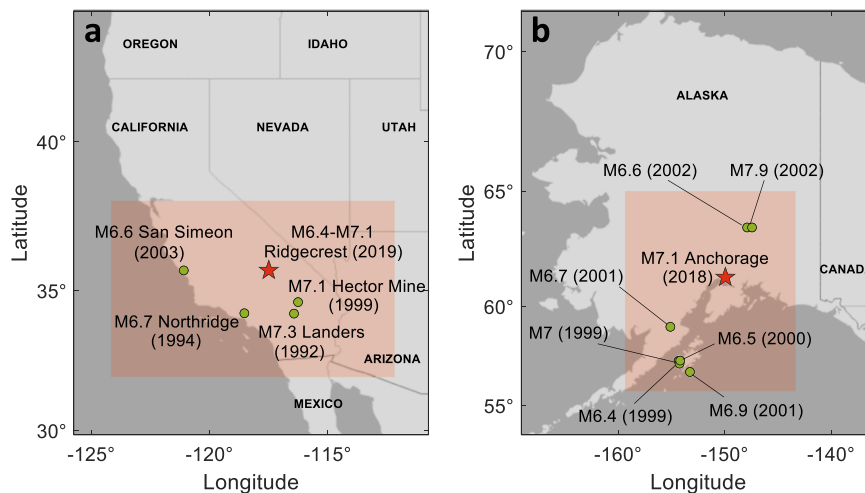 a
OREGON
IDAHO
CALIFORNIA
NEVADA
UTAH
M6.6 San Simeon
(2003)
M6.4-M7.1
Ridgecrest (2019)
M7.1 Hector Mine
(1999)
M6.7 Northridge
(1994)
M7.3 Landers
(1992)
ARIZONA
MEXICO
40°
35°
30°
Latitude
-125°
-120°
-115°
Longitude
b
ALASKA
M6.6 (2002)
M7.9 (2002)
M7.1 Anchorage
(2018)
CANAD
M6.7 (2001)
M7 (1999)
M6.5 (2000)
M6.4 (1999)
M6.9 (2001)
70°
65°
60°
55°
Latitude
-160°
-150°
-140°
Longitude